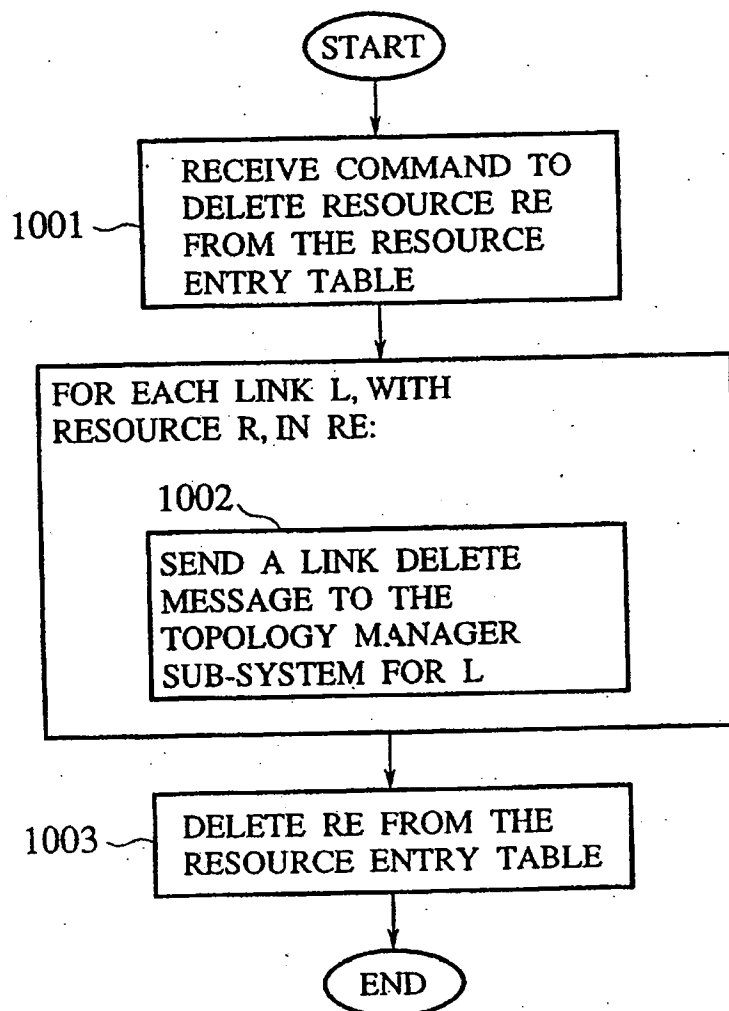 START
RECEIVE COMMAND TO
DELETE RESOURCE RE
FROM THE RESOURCE
ENTRY TABLE
1001
FOR EACH LINK L, WITH
RESOURCE R, IN RE:
1002
SEND A LINK DELETE
MESSAGE TO THE
TOPOLOGY MANAGER
SUB-SYSTEM FOR L
1003
DELETE RE FROM THE
RESOURCE ENTRY TABLE
END